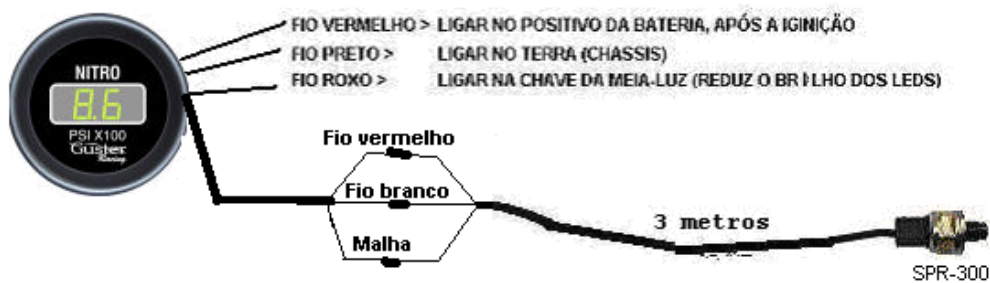 FIO VERMELHO > LIGAR NO POSITIVO DA BATERIA, APÓS A IGINIÇÃO
FIO PRETO > LIGAR NO TERRA (CHASSIS)
FIO ROXO > LIGAR NA CHAVE DA MEIA-LUZ (REDUZ O BRILHO DOS LEDS)
NITRO
8.6
PSI X100
Guster
Racing
Fio vermelho
Fio branco
Malha
3 metros
SPR-300